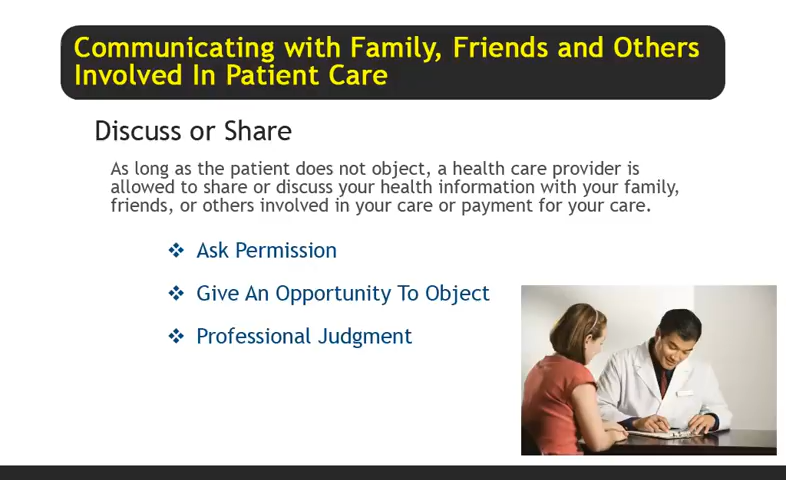 Communicating with Family, Friends and Others
Involved In Patient Care
Discuss or Share
As long as the patient does not object, a health care provider is
allowed to share or discuss your health information with your family,
friends, or others involved in your care or payment for your care.
❖ Ask Permission
❖ Give An Opportunity To Object
❖ Professional Judgment